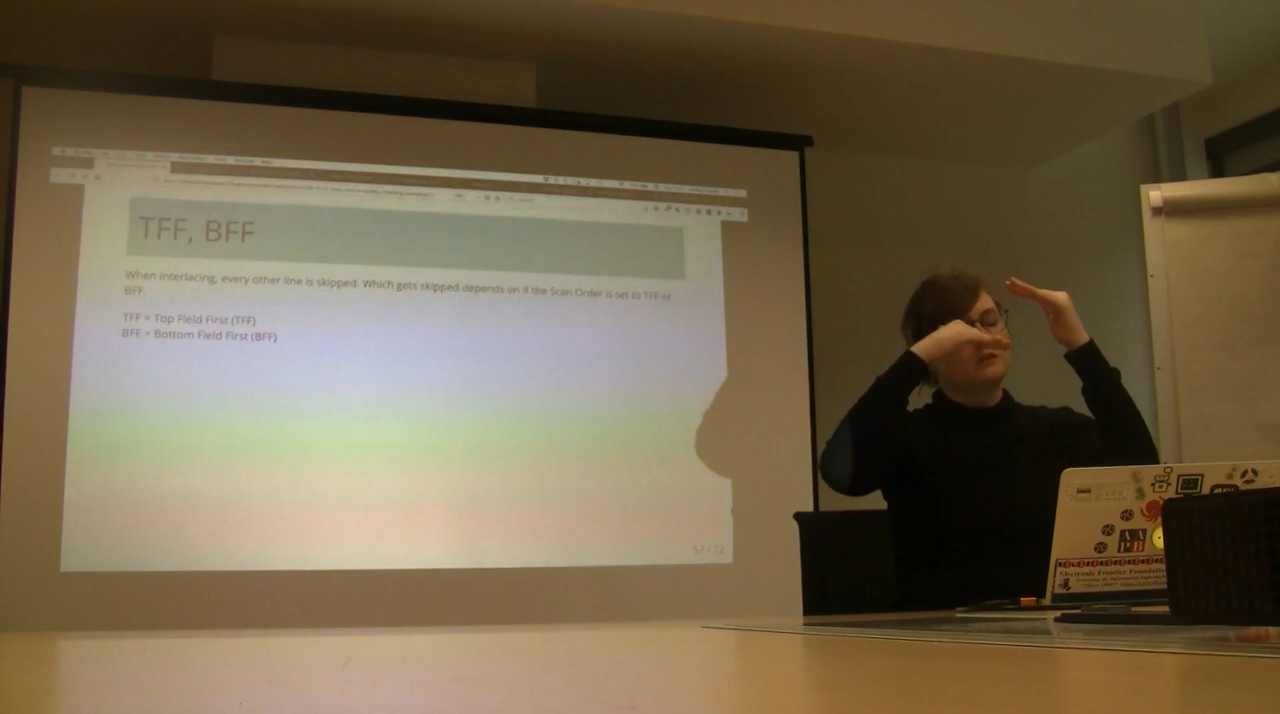 TFF, BFF
When interlacing, every other line is skipped. Which gets skipped depends on if the Scan Order is set to TFF or
BFF.
TFF = Top Field First (TFF)
BFF = Bottom Field First (BFF)
57 / 72
AA
PB
Electronic Frontier Foundation